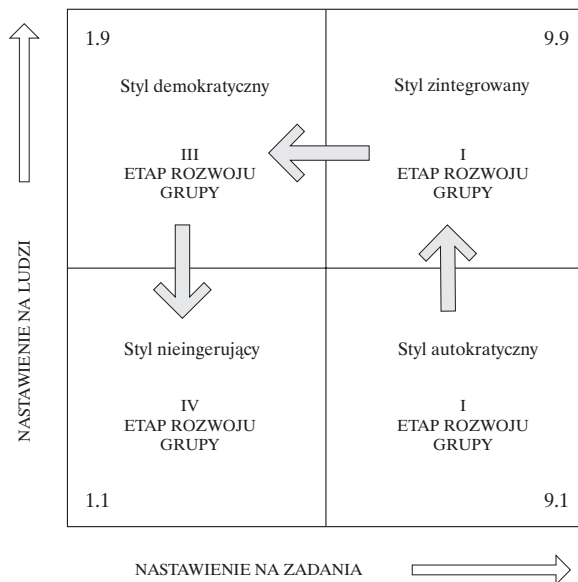 1.9
9.9
Styl demokratyczny
Styl zintegrowany
III
ETAP ROZWOJU
GRUPY
I
ETAP ROZWOJU
GRUPY
NASTAWIENIE NA LUDZI
Styl nieingerujący
Styl autokratyczny
IV
ETAP ROZWOJU
GRUPY
I
ETAP ROZWOJU
GRUPY
1.1
9.1
NASTAWIENIE NA ZADANIA